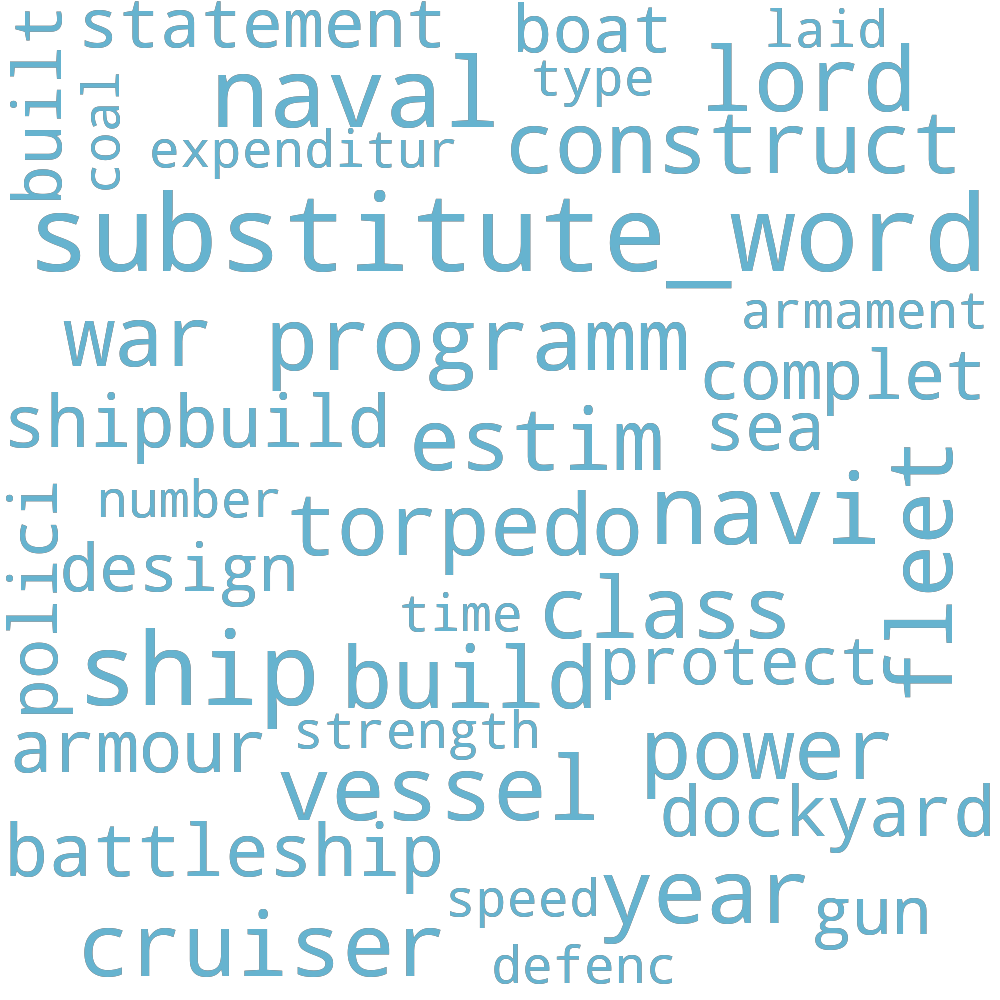 statement
boat
laid
built
coal
naval
type
lord
expenditur
construct
substitute_word
armament
war
programm
complet
shipbuild
estim
sea
number
torpedo
navi
fleet
polici
design
time
class
ship
build
protect
armour
strength
vessel
power
dockyard
battleship
speed
year
gun
cruiser
defenc